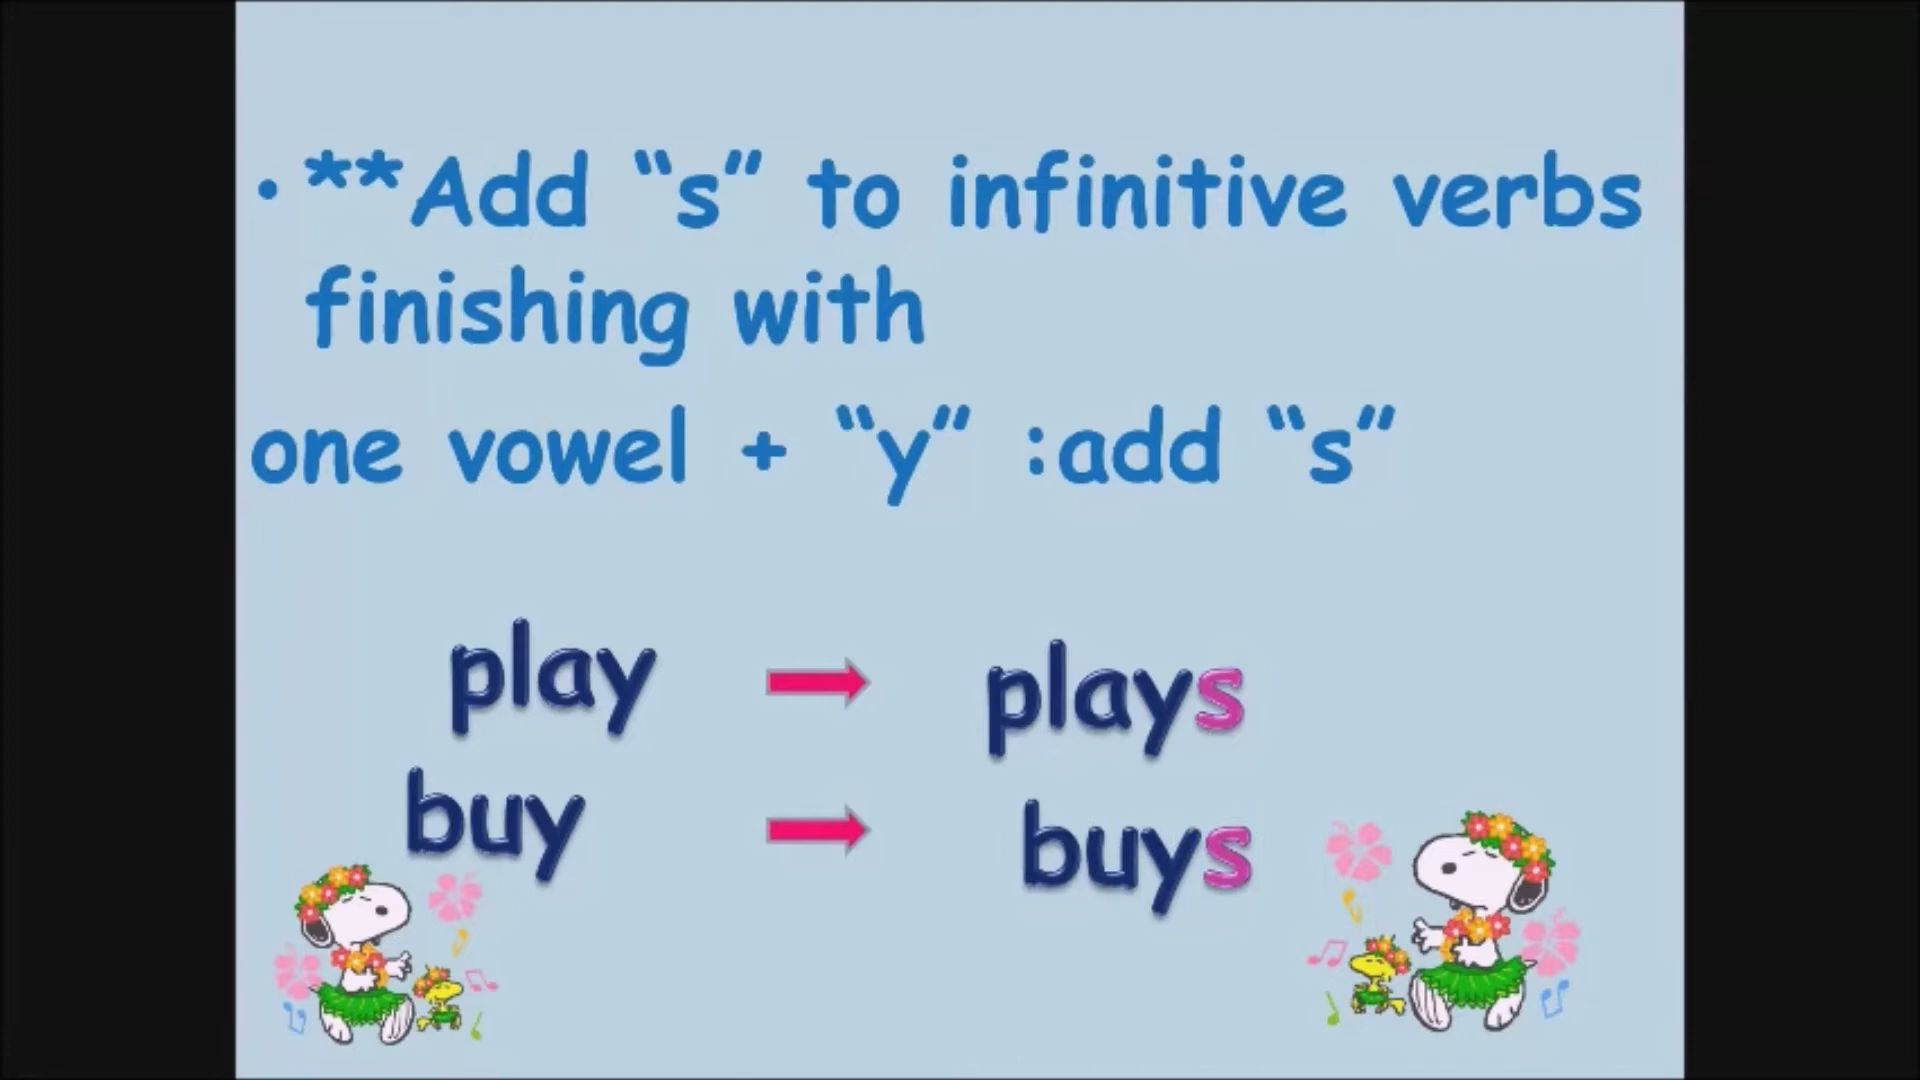 • **Add “s” to infinitive verbs
finishing with
one vowel + “y” :add “s”
play → plays
buy → buys